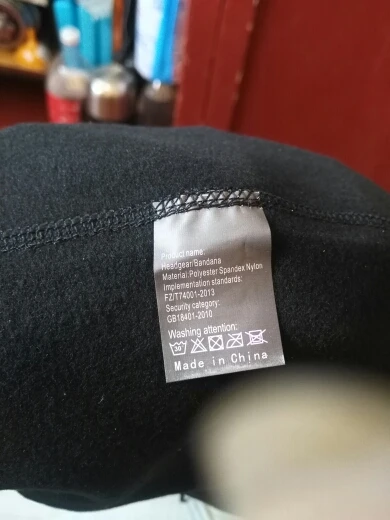 Product name:
Headgear/Bandana
Material:Polyester Spandex Nylon
Implementation standards:
FZ/T74001-2013
Security category:
GB18401-2010
Washing attention:
30
Made in China